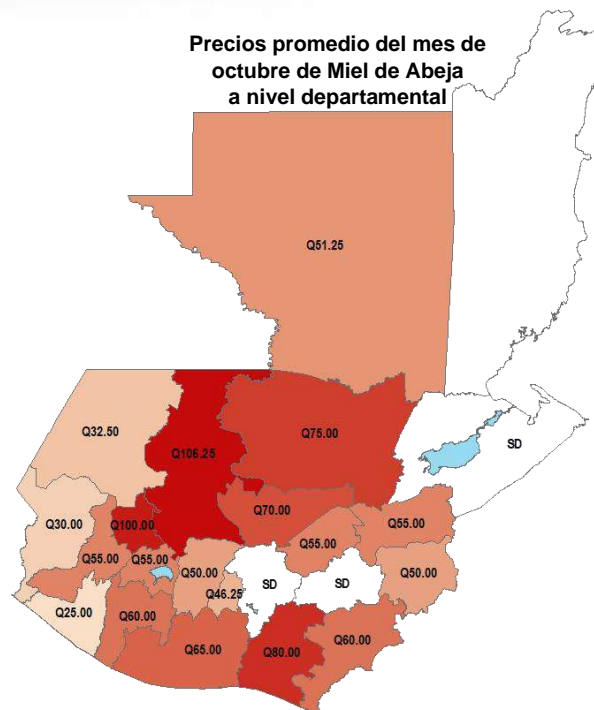 Precios promedio del mes de
octubre de Miel de Abeja
a nivel departamental
Q51.25
Q32.50
Q106.25
Q75.00
SD
Q30.00
Q100.00
Q70.00
Q55.00
Q55.00
Q55.00
Q55.00
Q50.00
SD
SD
Q50.00
Q46.25
Q25.00
Q60.00
Q65.00
Q80.00
Q60.00